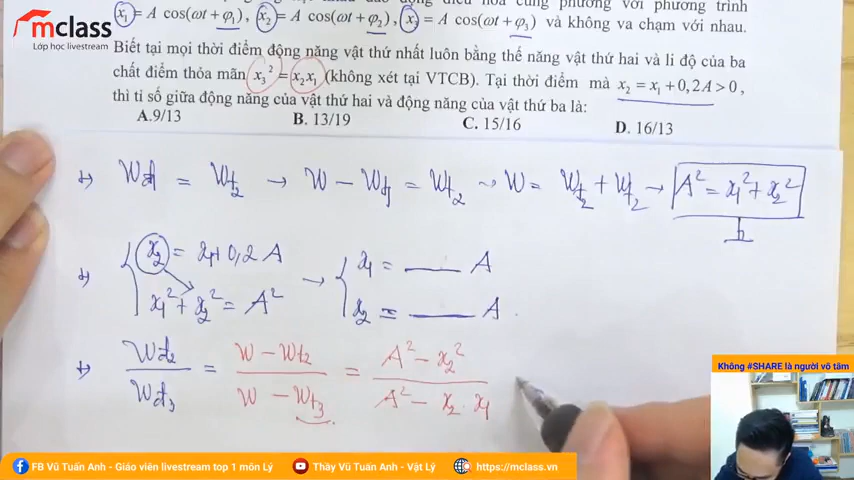 x₁ = A cos(ωt + φ₁), x₂ = A cos(ωt + φ₂), x₃ = A cos(ωt + φ₃) và không va chạm với nhau.
Biết tại mọi thời điểm động năng vật thứ nhất luôn bằng thế năng vật thứ hai và li độ của ba
chất điểm thỏa mãn x₃² = x₂x₁ (không xét tại VTCB). Tại thời điểm mà x₂ = x₁ + 0,2A > 0,
thì tỉ số giữa động năng của vật thứ hai và động năng của vật thứ ba là:
A.9/13 B. 13/19 C. 15/16 D. 16/13
mclass
Lớp học livestream
Wđ1 = Wt2 → W – Wt1 = Wt2 → W = Wt2 + Wt2 → A² = x₁² + x₂²
x₂ = x₁ + 0,2A
x₁² + x₂² = A²
→ x₁ = ___ A
x₂ = ___ A.
Wđ2 / Wđ3 = (W – Wt2) / (W – Wt3) = (A² – x₂²) / (A² – x₂.x₁)
Không #SHARE là người vô tâm
FB Vũ Tuấn Anh - Giáo viên livestream top 1 môn Lý
Thầy Vũ Tuấn Anh - Vật Lý
https://mclass.vn